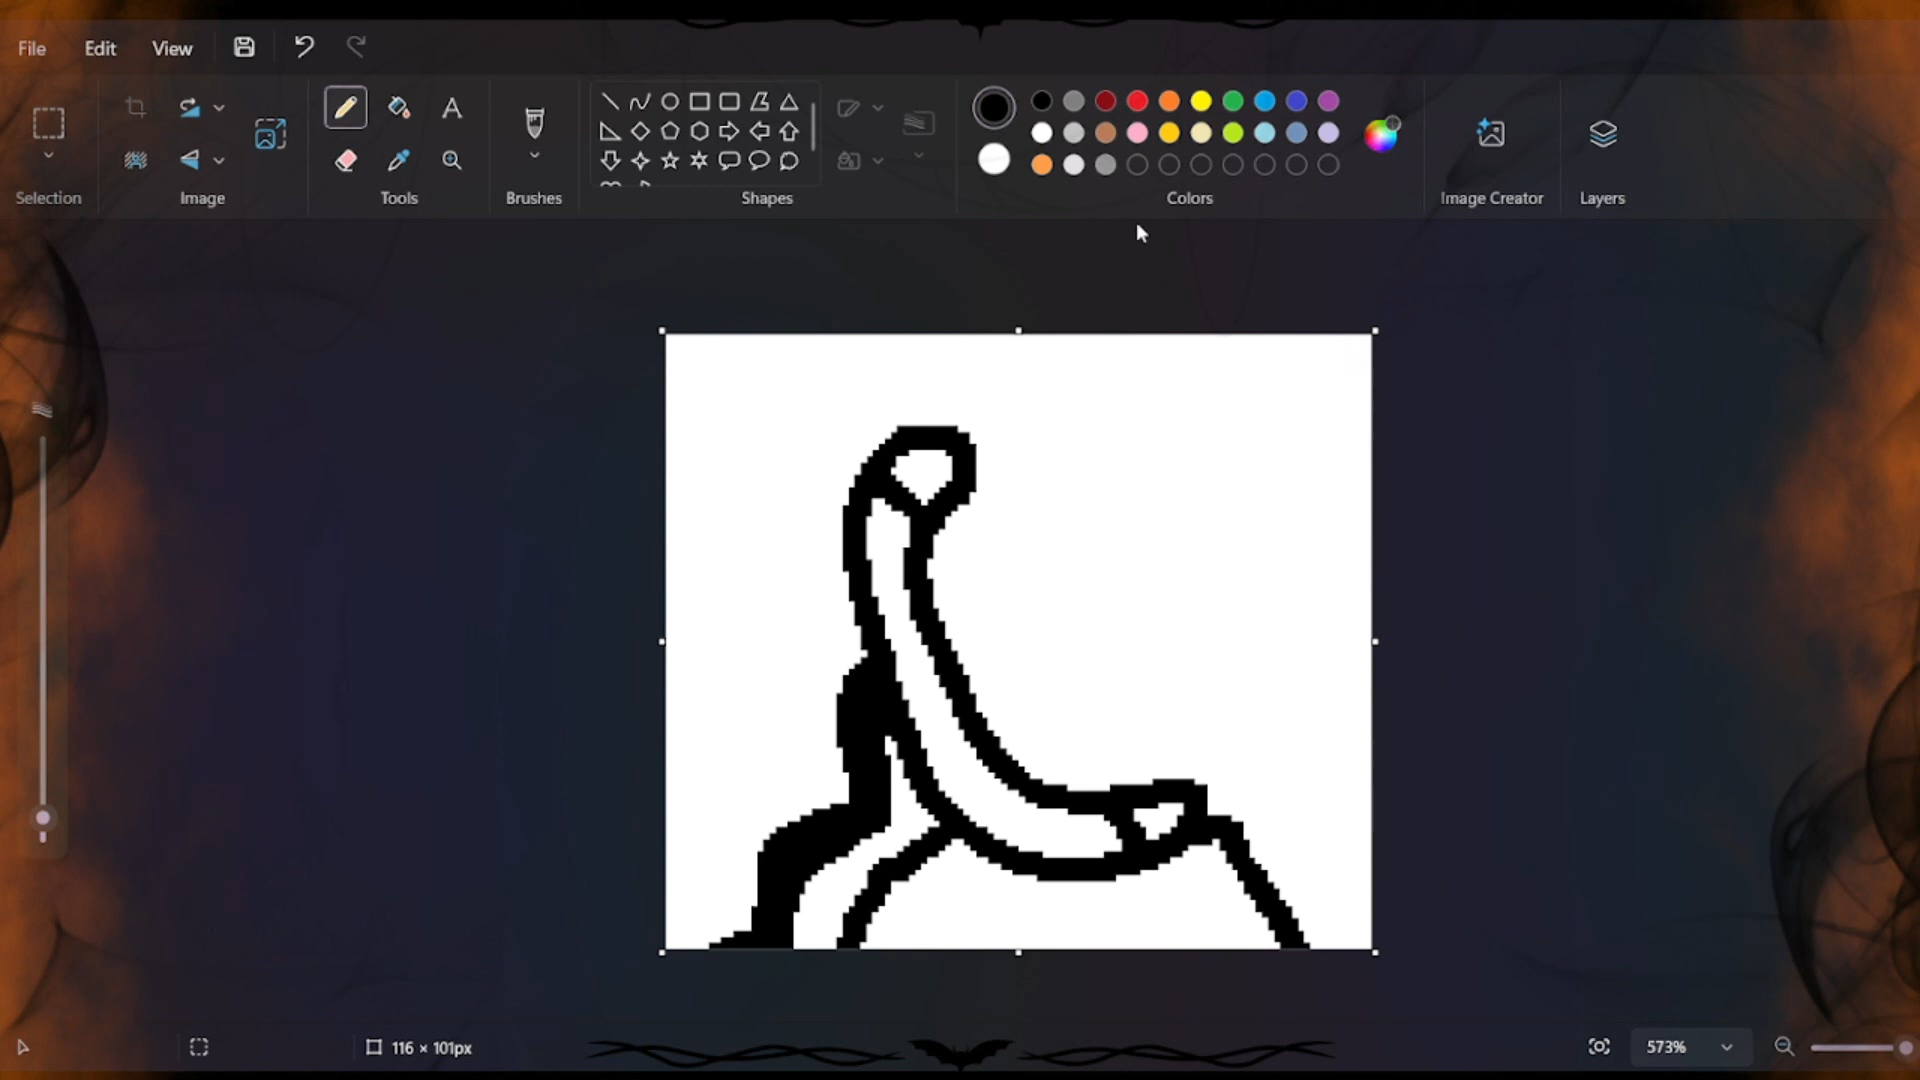 File Edit View
Selection Image Tools Brushes Shapes Colors Image Creator Layers
116 × 101px 573%